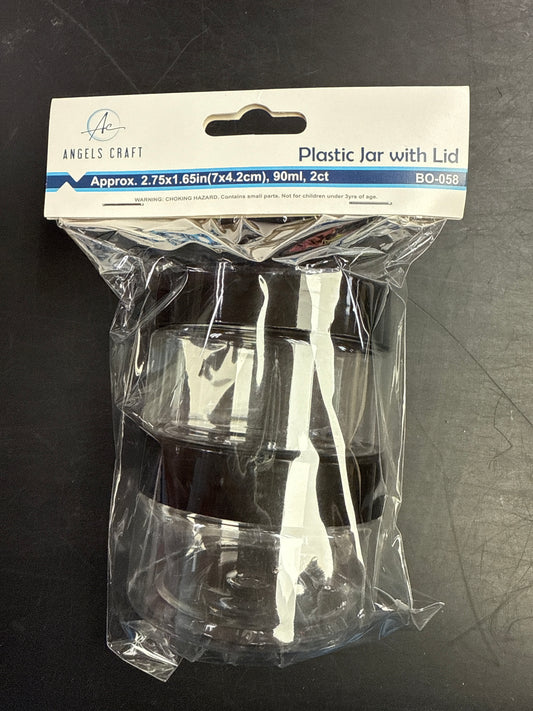 Ac
ANGELS CRAFT
Plastic Jar with Lid
Approx. 2.75x1.65in(7x4.2cm), 90ml, 2ct
BO-058
WARNING: CHOKING HAZARD. Contains small parts. Not for children under 3yrs of age.